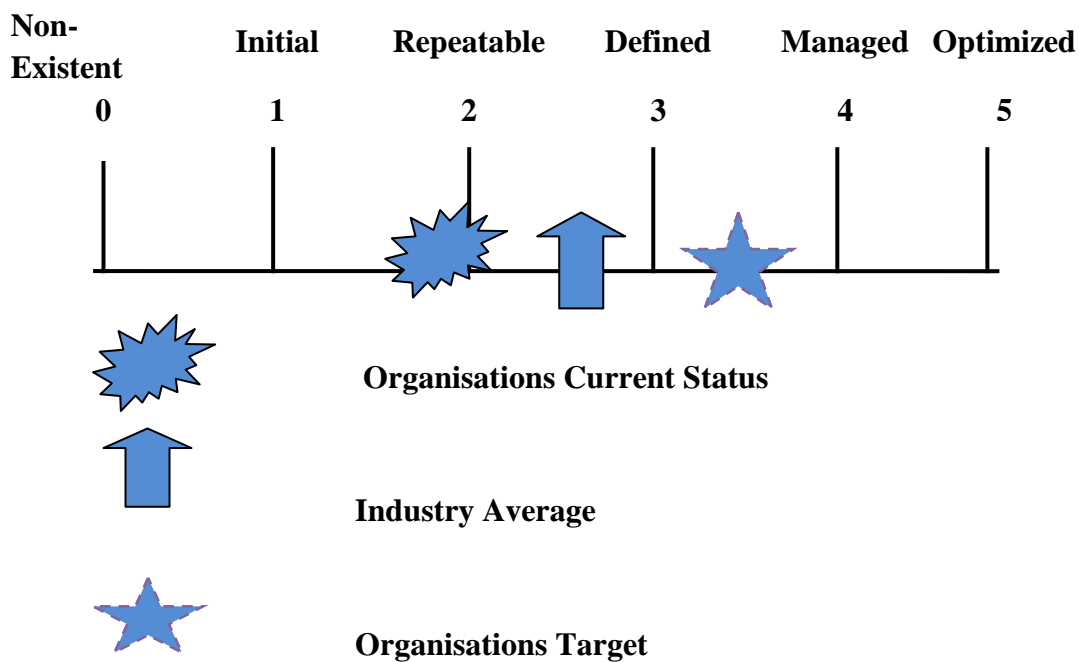 Non-
Existent
Initial
Repeatable
Defined
Managed
Optimized
0 1 2 3 4 5
Organisations Current Status
Industry Average
Organisations Target